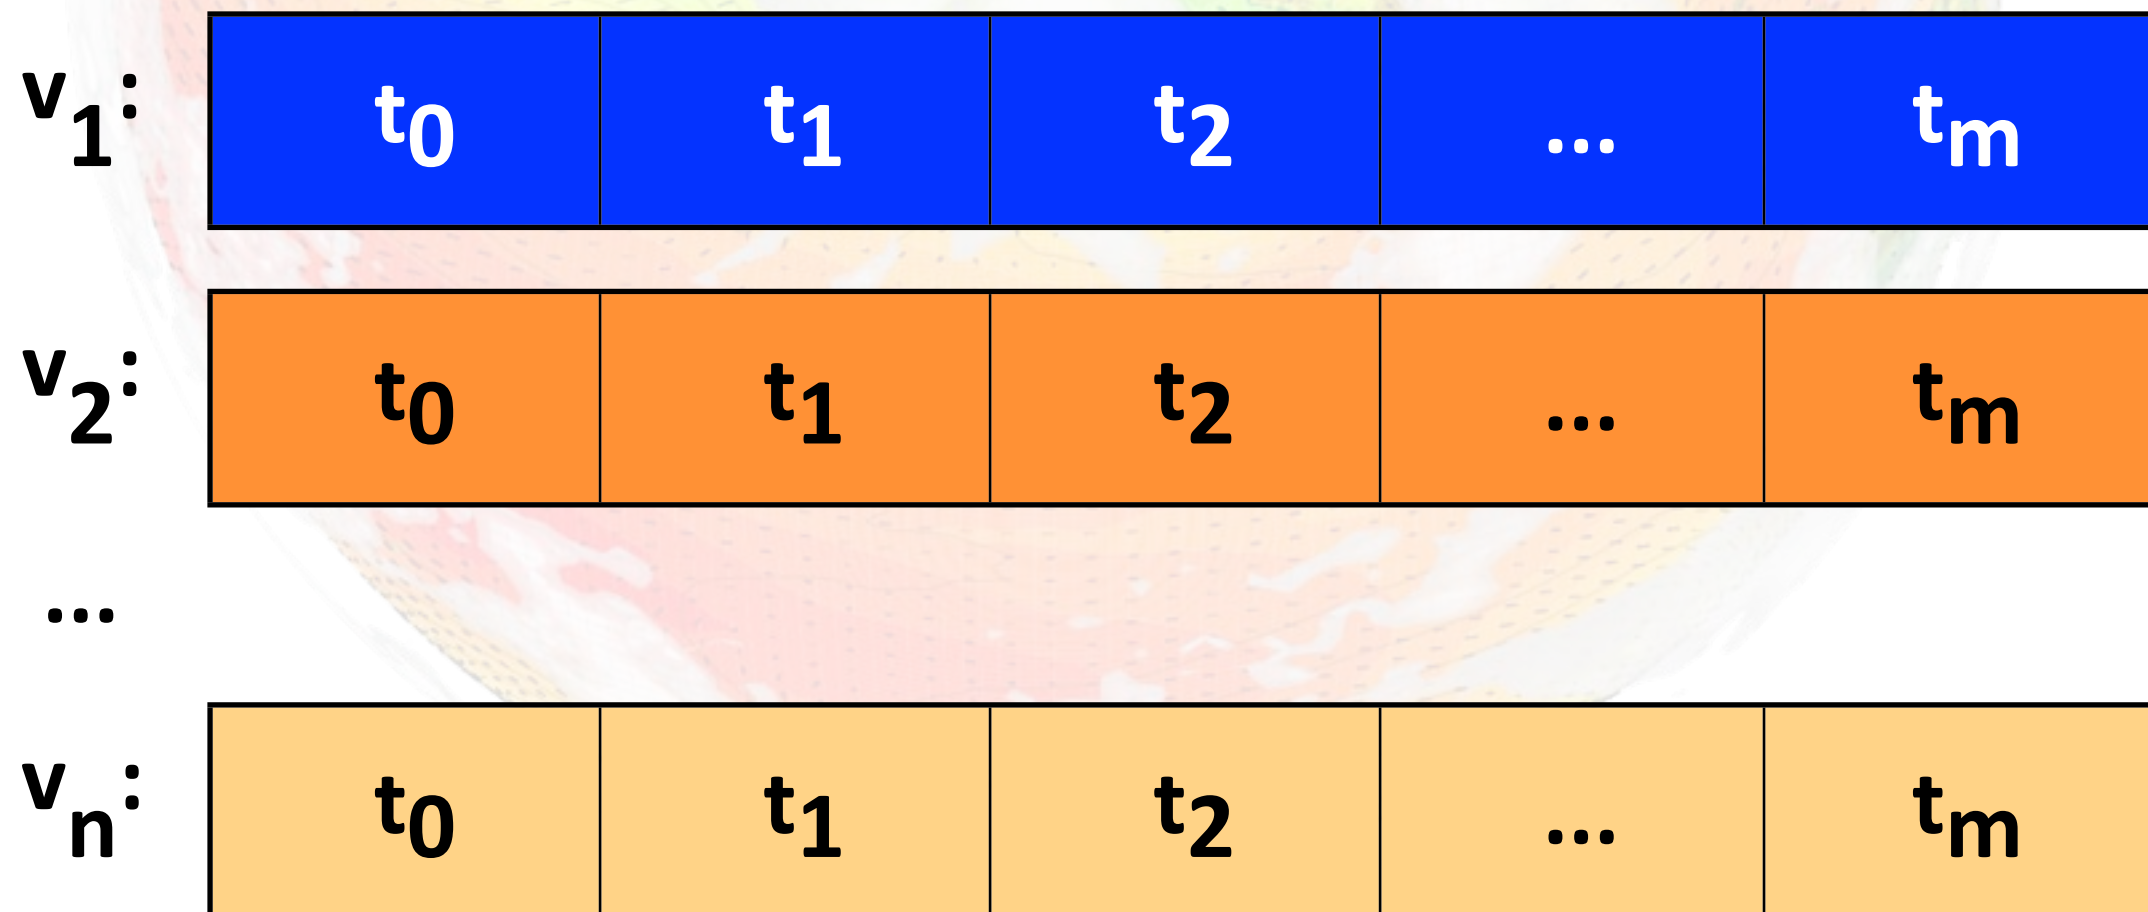 v₁: t₀ t₁ t₂ ... tₘ
v₂: t₀ t₁ t₂ ... tₘ
...
vₙ: t₀ t₁ t₂ ... tₘ